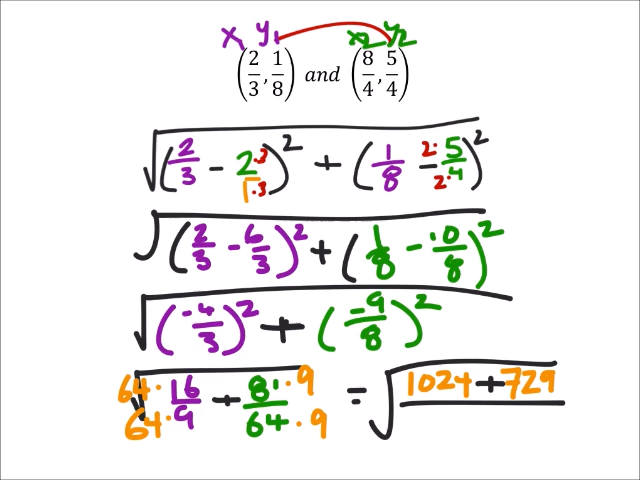 x₁ y₁ x₂ y₂
(2/3, 1/8) and (8/4, 5/4)
√(2/3 - 2·3/1·3)² + (1/8 - 2·5/2·4)²
√(2/3 - 6/3)² + (1/8 - 10/8)²
√(-4/3)² + (-9/8)²
√64·16/64·9 + 81·9/64·9 = √1024+729